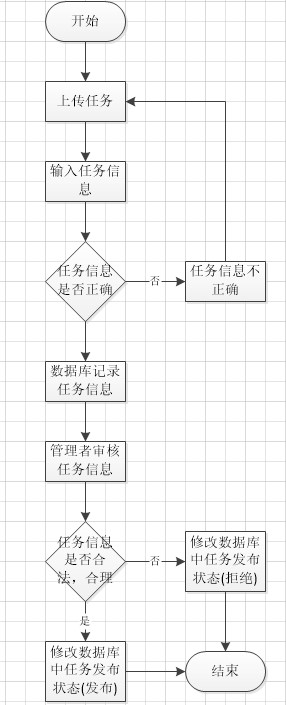 开始
上传任务
输入任务信
息
任务信息
是否正确
否
任务信息不
正确
数据库记录
任务信息
管理者审核
任务信息
任务信息
是否合
法，合理
否
修改数据库
中任务发布
状态(拒绝)
是
修改数据库
中任务发布
状态(发布)
结束